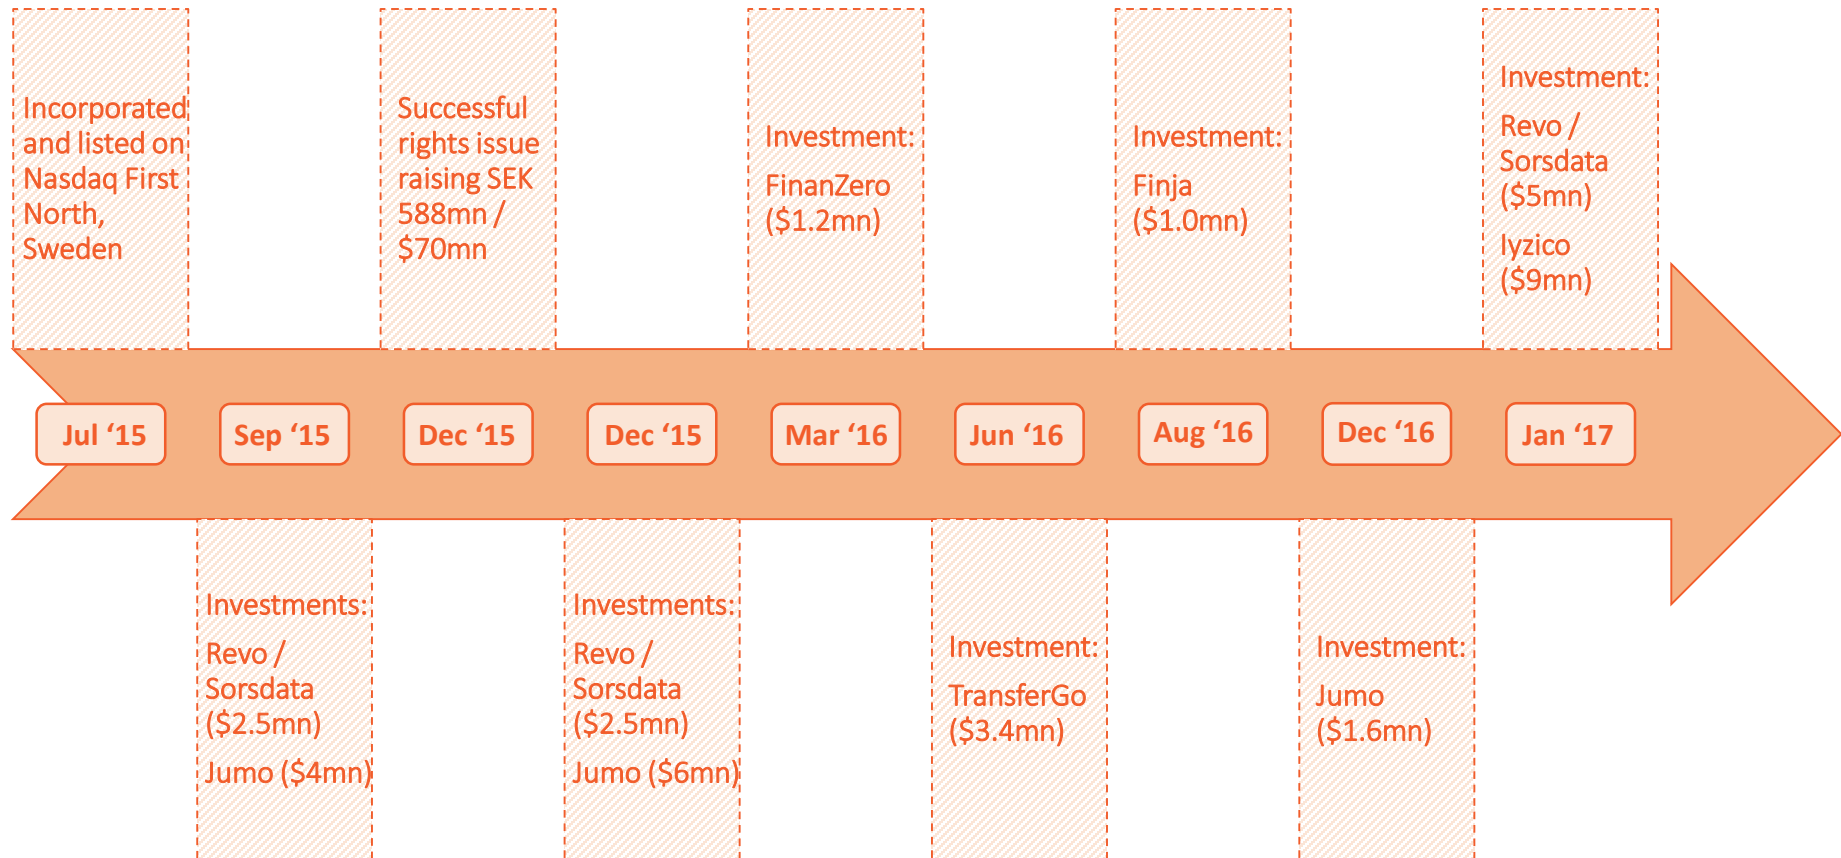 Incorporated
and listed on
Nasdaq First
North,
Sweden
Successful
rights issue
raising SEK
588mn /
$70mn
Investment:
FinanZero
($1.2mn)
Investment:
Finja
($1.0mn)
Investment:
Revo /
Sorsdata
($5mn)
Iyzico
($9mn)
Jul ‘15
Sep ‘15
Dec ‘15
Dec ‘15
Mar ‘16
Jun ‘16
Aug ‘16
Dec ‘16
Jan ‘17
Investments:
Revo /
Sorsdata
($2.5mn)
Jumo ($4mn)
Investments:
Revo /
Sorsdata
($2.5mn)
Jumo ($6mn)
Investment:
TransferGo
($3.4mn)
Investment:
Jumo
($1.6mn)